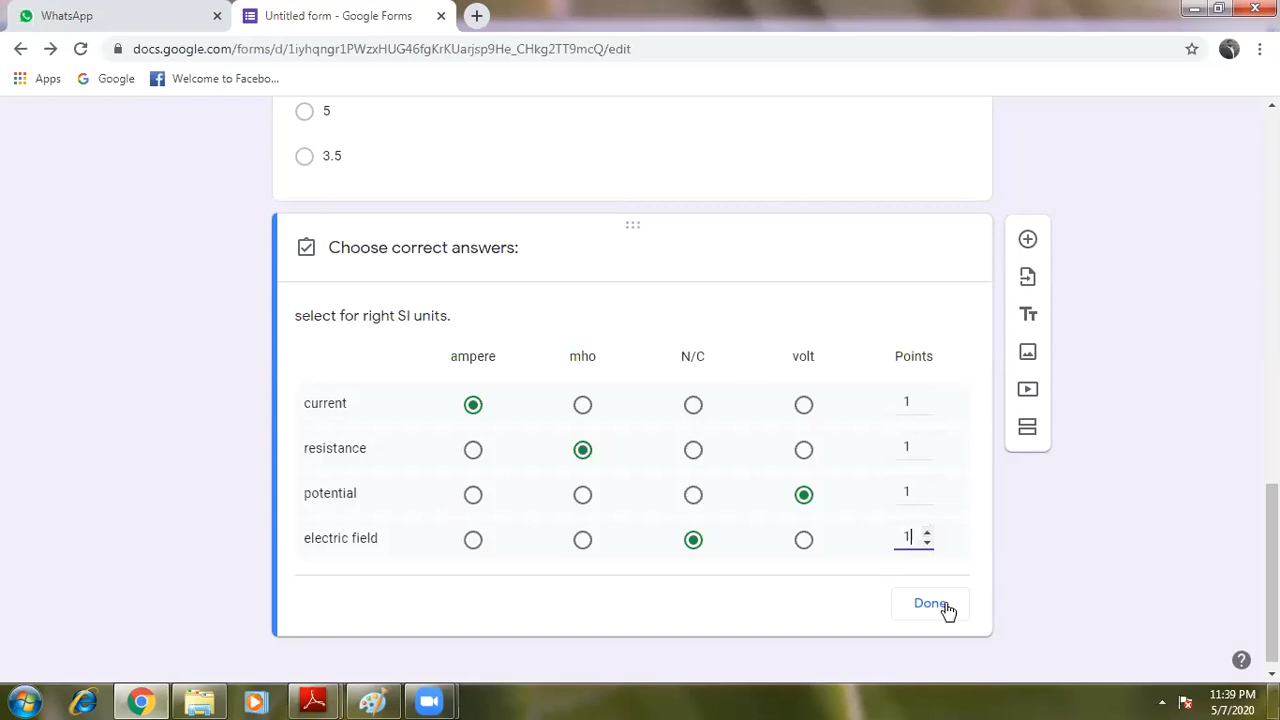 WhatsApp
Untitled form - Google Forms
docs.google.com/forms/d/1iyhqngr1PWzxHUG46fgKrKUarjsp9He_CHkg2TT9mcQ/edit
Apps Google Welcome to Facebo...
5
3.5
Choose correct answers:
select for right SI units.
ampere mho N/C volt Points
current 1
resistance 1
potential 1
electric field 1
Done
11:39 PM
5/7/2020